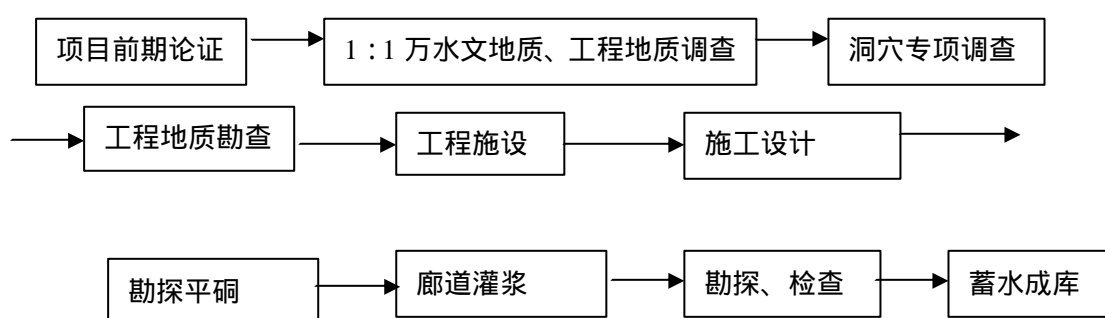 项目前期论证
1：1万水文地质、工程地质调查
洞穴专项调查
工程地质勘查
工程施设
施工设计
勘探平硐
廊道灌浆
勘探、检查
蓄水成库